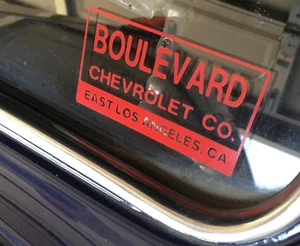 BOULEVARD
CHEVROLET CO.
EAST LOS ANGELES, CA